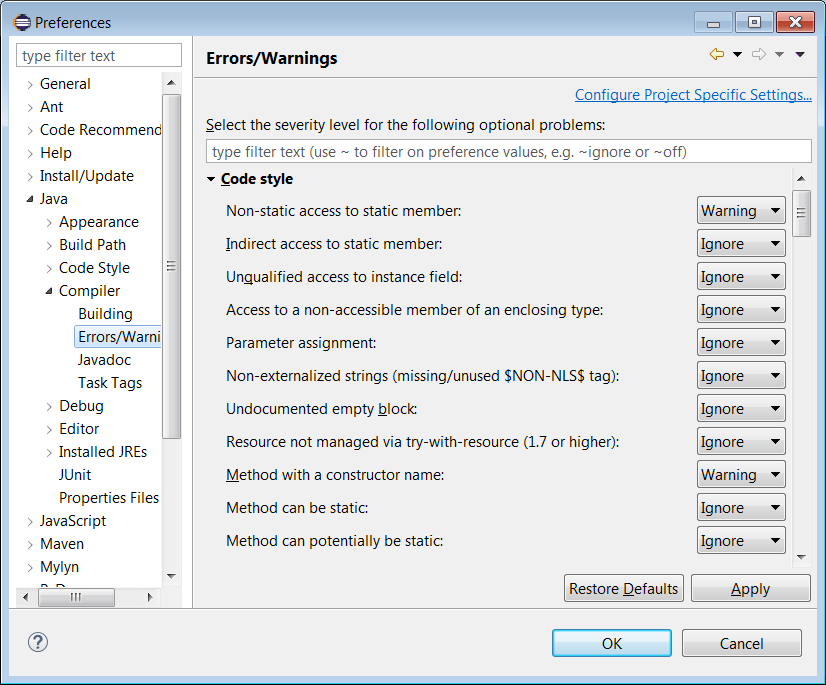 Preferences
type filter text
General
Ant
Code Recommend
Help
Install/Update
Java
Appearance
Build Path
Code Style
Compiler
Building
Errors/Warni
Javadoc
Task Tags
Debug
Editor
Installed JREs
JUnit
Properties Files
JavaScript
Maven
Mylyn
Errors/Warnings
Configure Project Specific Settings...
Select the severity level for the following optional problems:
type filter text (use ~ to filter on preference values, e.g. ~ignore or ~off)
Code style
Non-static access to static member: Warning
Indirect access to static member: Ignore
Unqualified access to instance field: Ignore
Access to a non-accessible member of an enclosing type: Ignore
Parameter assignment: Ignore
Non-externalized strings (missing/unused $NON-NLS$ tag): Ignore
Undocumented empty block: Ignore
Resource not managed via try-with-resource (1.7 or higher): Ignore
Method with a constructor name: Warning
Method can be static: Ignore
Method can potentially be static: Ignore
Restore Defaults Apply
? OK Cancel